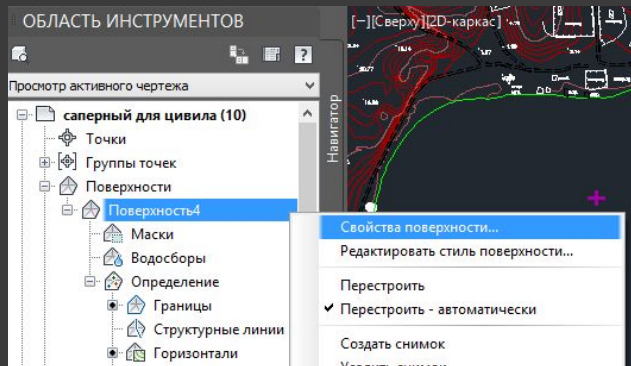 ОБЛАСТЬ ИНСТРУМЕНТОВ
[−][Сверху][2D-каркас]
Просмотр активного чертежа
Навигатор
саперный для цивила (10)
Точки
Группы точек
Поверхности
Поверхность4
Маски
Водосборы
Определение
Границы
Структурные линии
Горизонтали
Свойства поверхности...
Редактировать стиль поверхности...
Перестроить
Перестроить - автоматически
Создать снимок